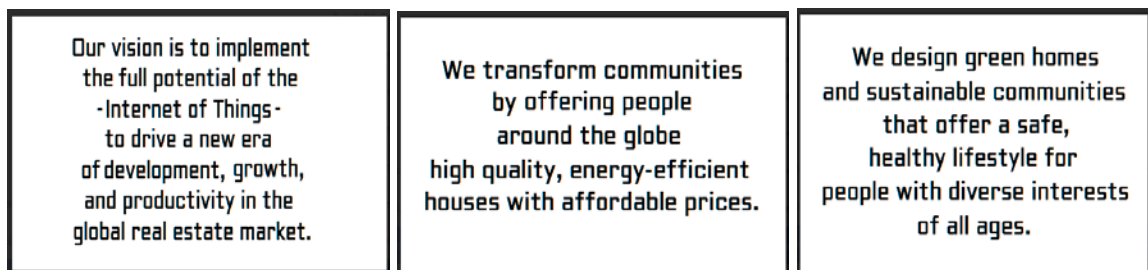 Our vision is to implement
the full potential of the
-Internet of Things-
to drive a new era
of development, growth,
and productivity in the
global real estate market.
We transform communities
by offering people
around the globe
high quality, energy-efficient
houses with affordable prices.
We design green homes
and sustainable communities
that offer a safe,
healthy lifestyle for
people with diverse interests
of all ages.